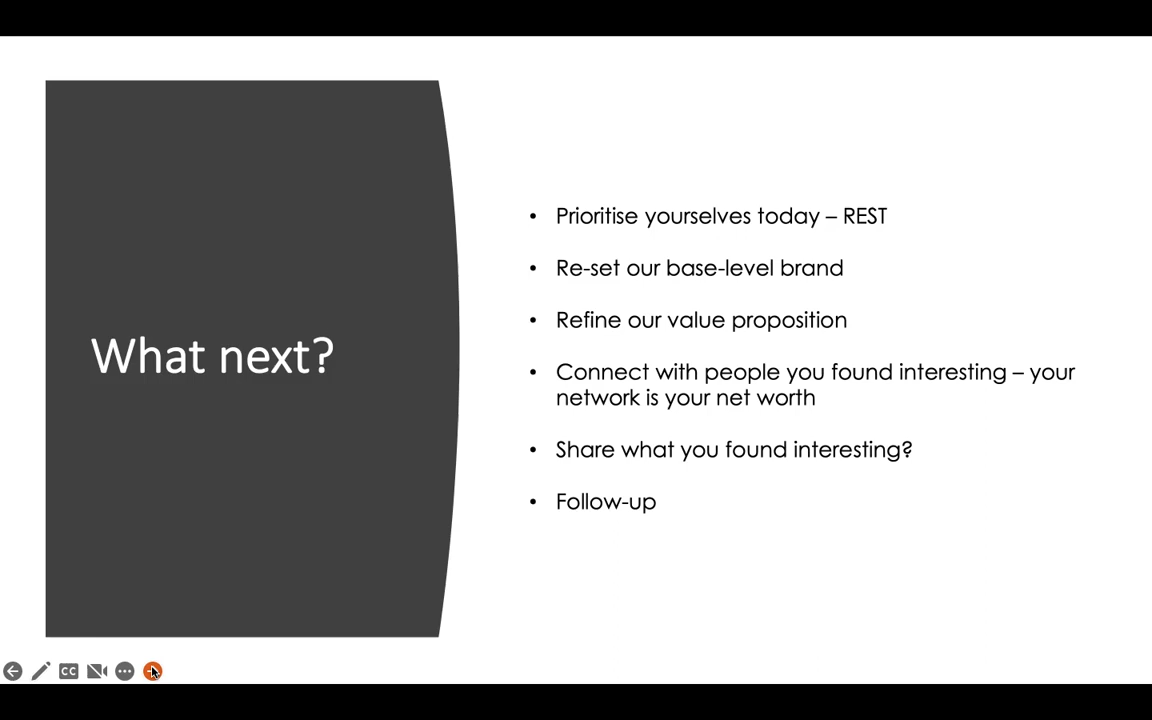 What next?
• Prioritise yourselves today – REST
• Re-set our base-level brand
• Refine our value proposition
• Connect with people you found interesting – your
network is your net worth
• Share what you found interesting?
• Follow-up
CC